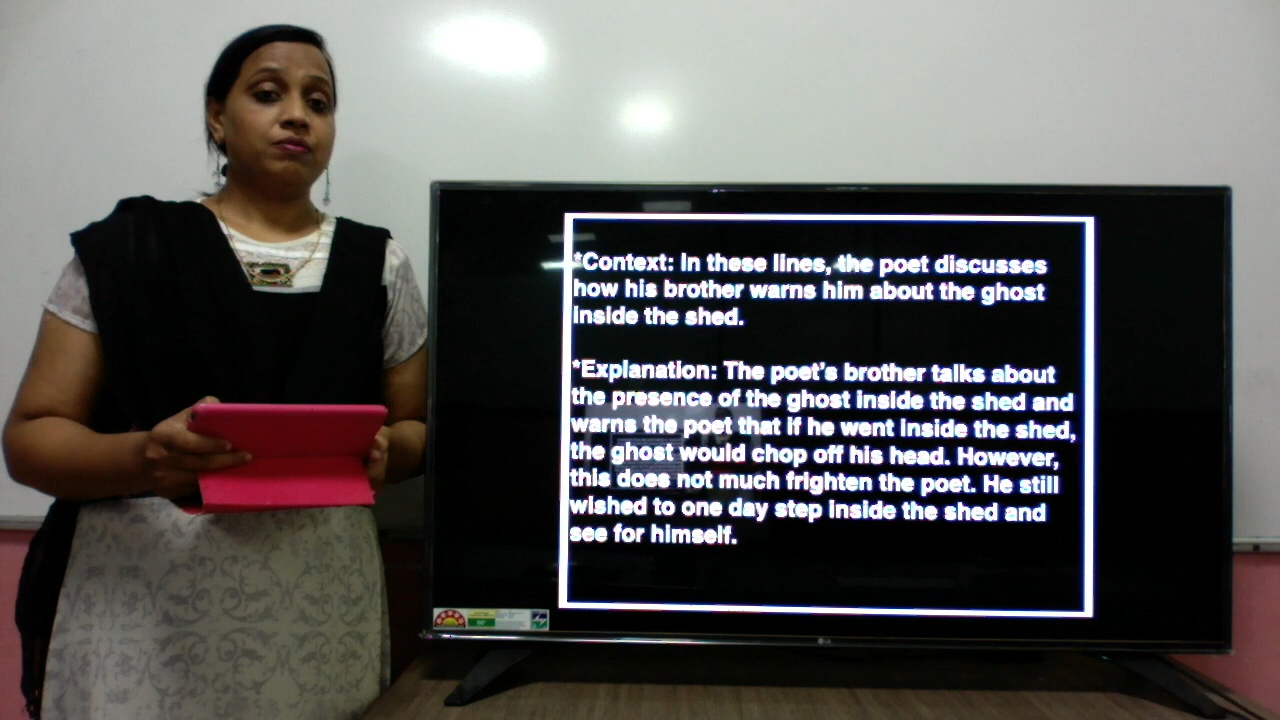 *Context: In these lines, the poet discusses
how his brother warns him about the ghost
inside the shed.
*Explanation: The poet's brother talks about
the presence of the ghost inside the shed and
warns the poet that if he went inside the shed,
the ghost would chop off his head. However,
this does not much frighten the poet. He still
wished to one day step inside the shed and
see for himself.
LG